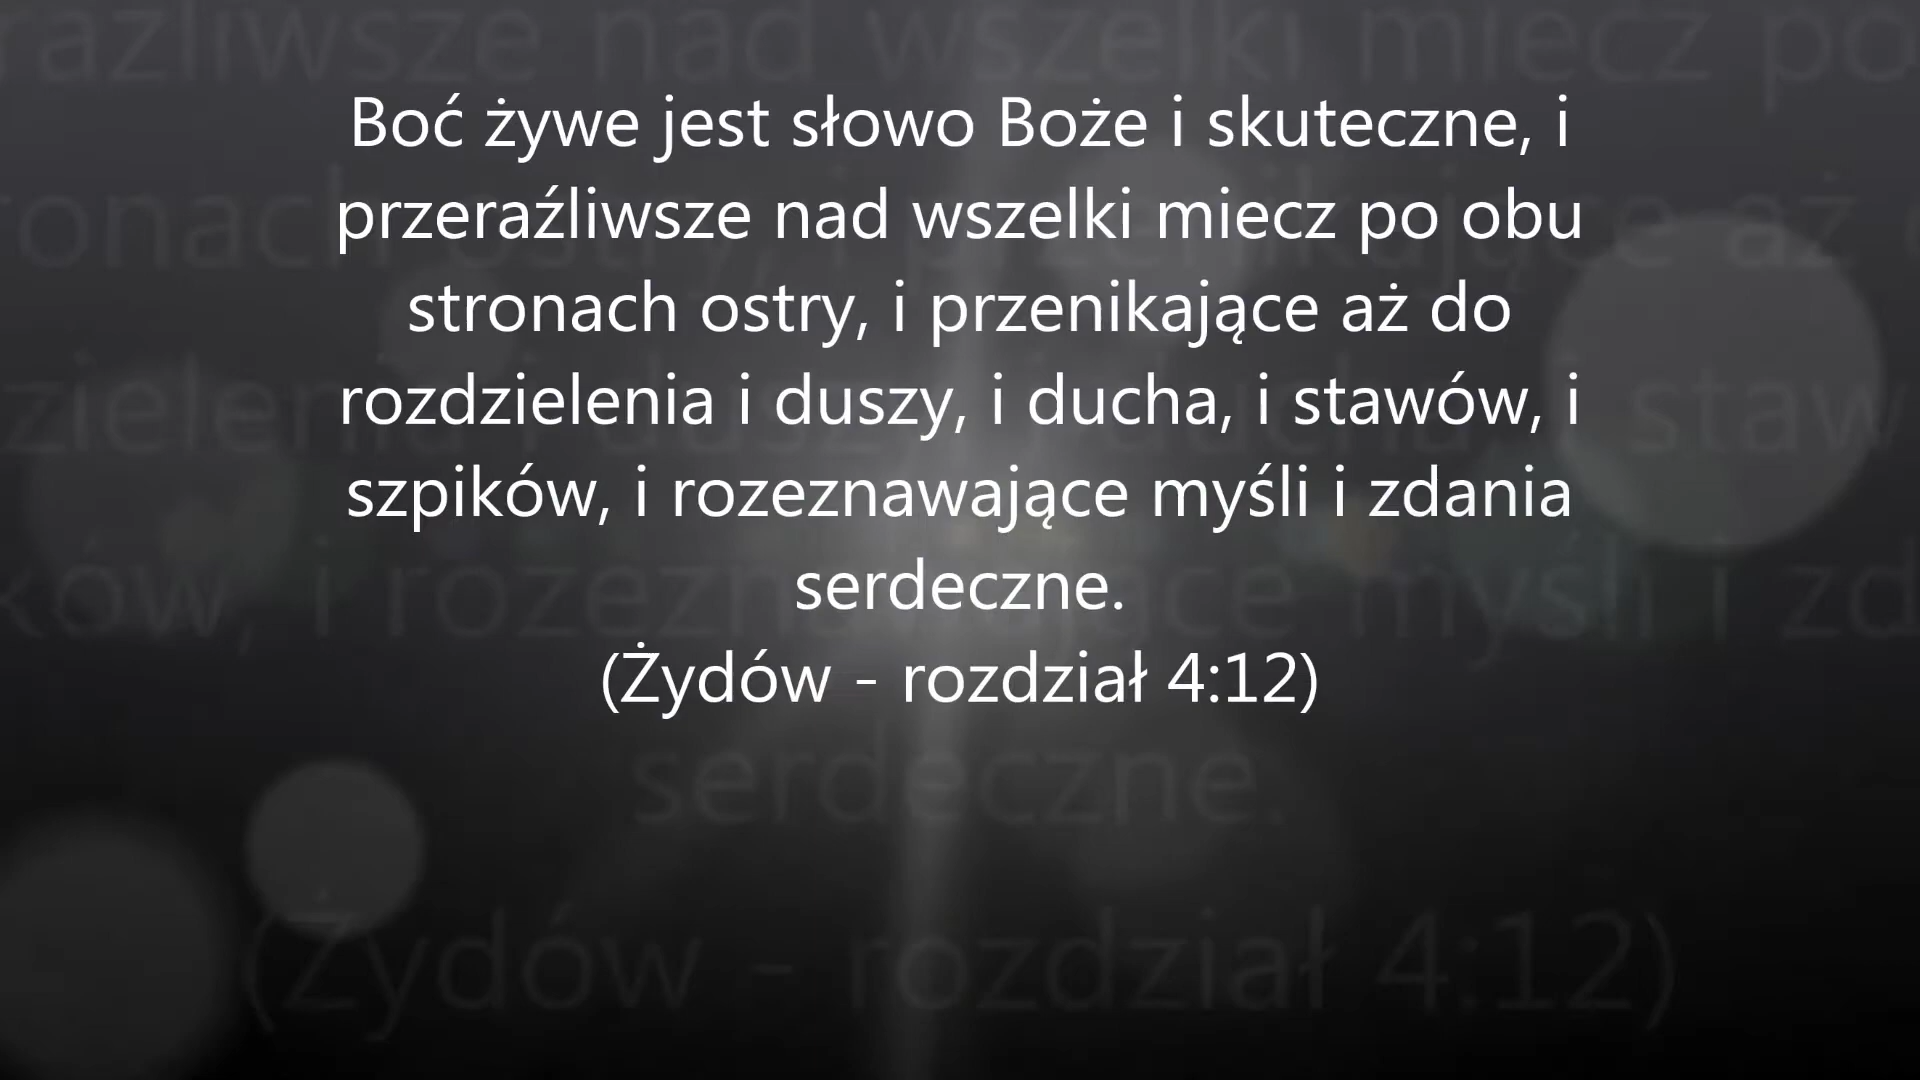 Boć żywe jest słowo Boże i skuteczne, i
przeraźliwsze nad wszelki miecz po obu
stronach ostry, i przenikające aż do
rozdzielenia i duszy, i ducha, i stawów, i
szpików, i rozeznawające myśli i zdania
serdeczne.
(Żydów - rozdział 4:12)